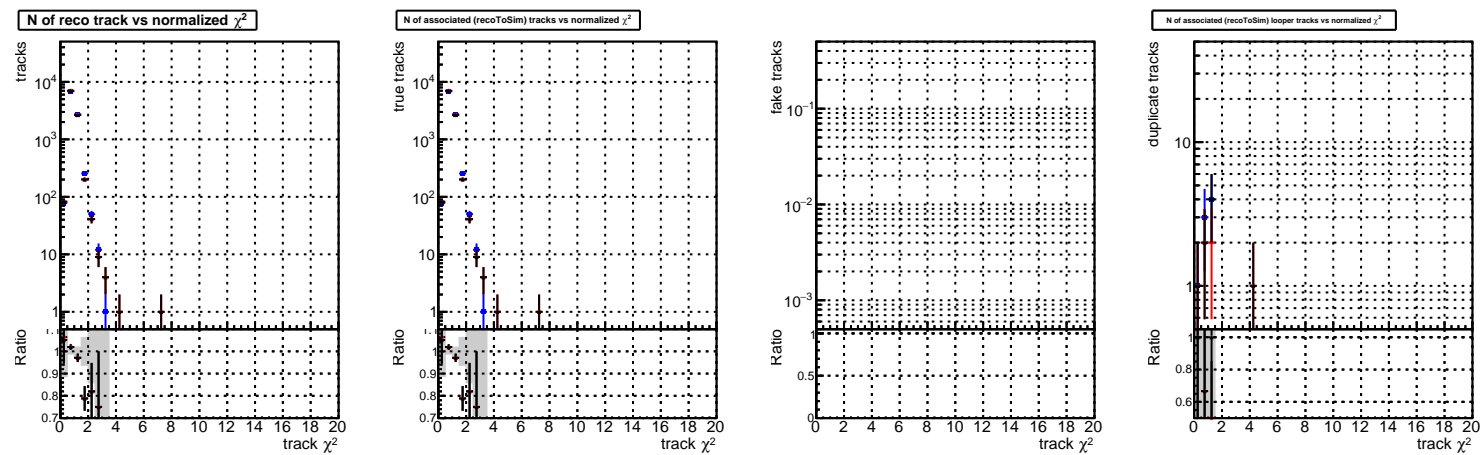 N of reco track vs normalized χ²
tracks
10⁴
10³
10²
10
1
Ratio
1
0.9
0.8
0.7
0 2 4 6 8 10 12 14 16 18 20
track χ²
N of associated (recoToSim) tracks vs normalized χ²
true tracks
10⁴
10³
10²
10
1
Ratio
1
0.9
0.8
0.7
0 2 4 6 8 10 12 14 16 18 20
track χ²
fake tracks
10⁻¹
10⁻²
10⁻³
Ratio
1
0.5
0
0 2 4 6 8 10 12 14 16 18 20
track χ²
N of associated (recoToSim) looper tracks vs normalized χ²
duplicate tracks
10
1
Ratio
1
0.8
0.6
0 2 4 6 8 10 12 14 16 18 20
track χ²